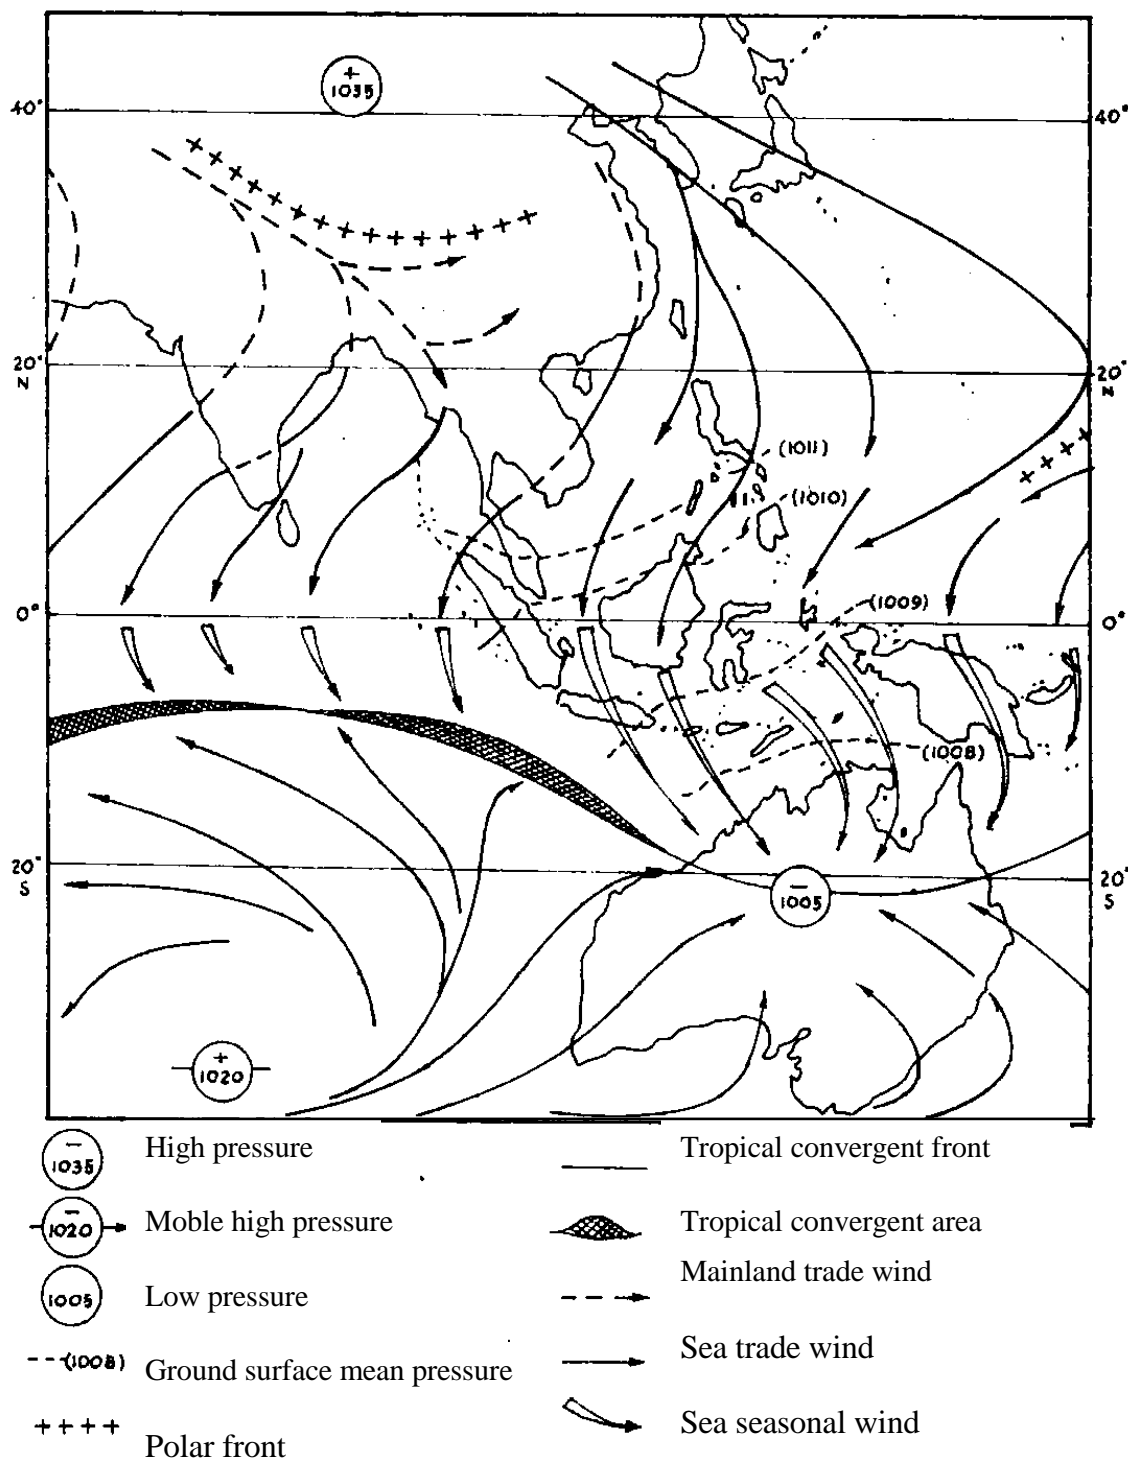 +
1035
40°
40°
20°
N
20°
N
(1011)
(1010)
0°
(1009)
0°
(1008)
20°
S
20°
S
−
1005
+
1020
−
1035
High pressure
Tropical convergent front
−
1020
Moble high pressure
Tropical convergent area
Mainland trade wind
1005
Low pressure
Sea trade wind
(1008)
Ground surface mean pressure
Sea seasonal wind
++++
Polar front